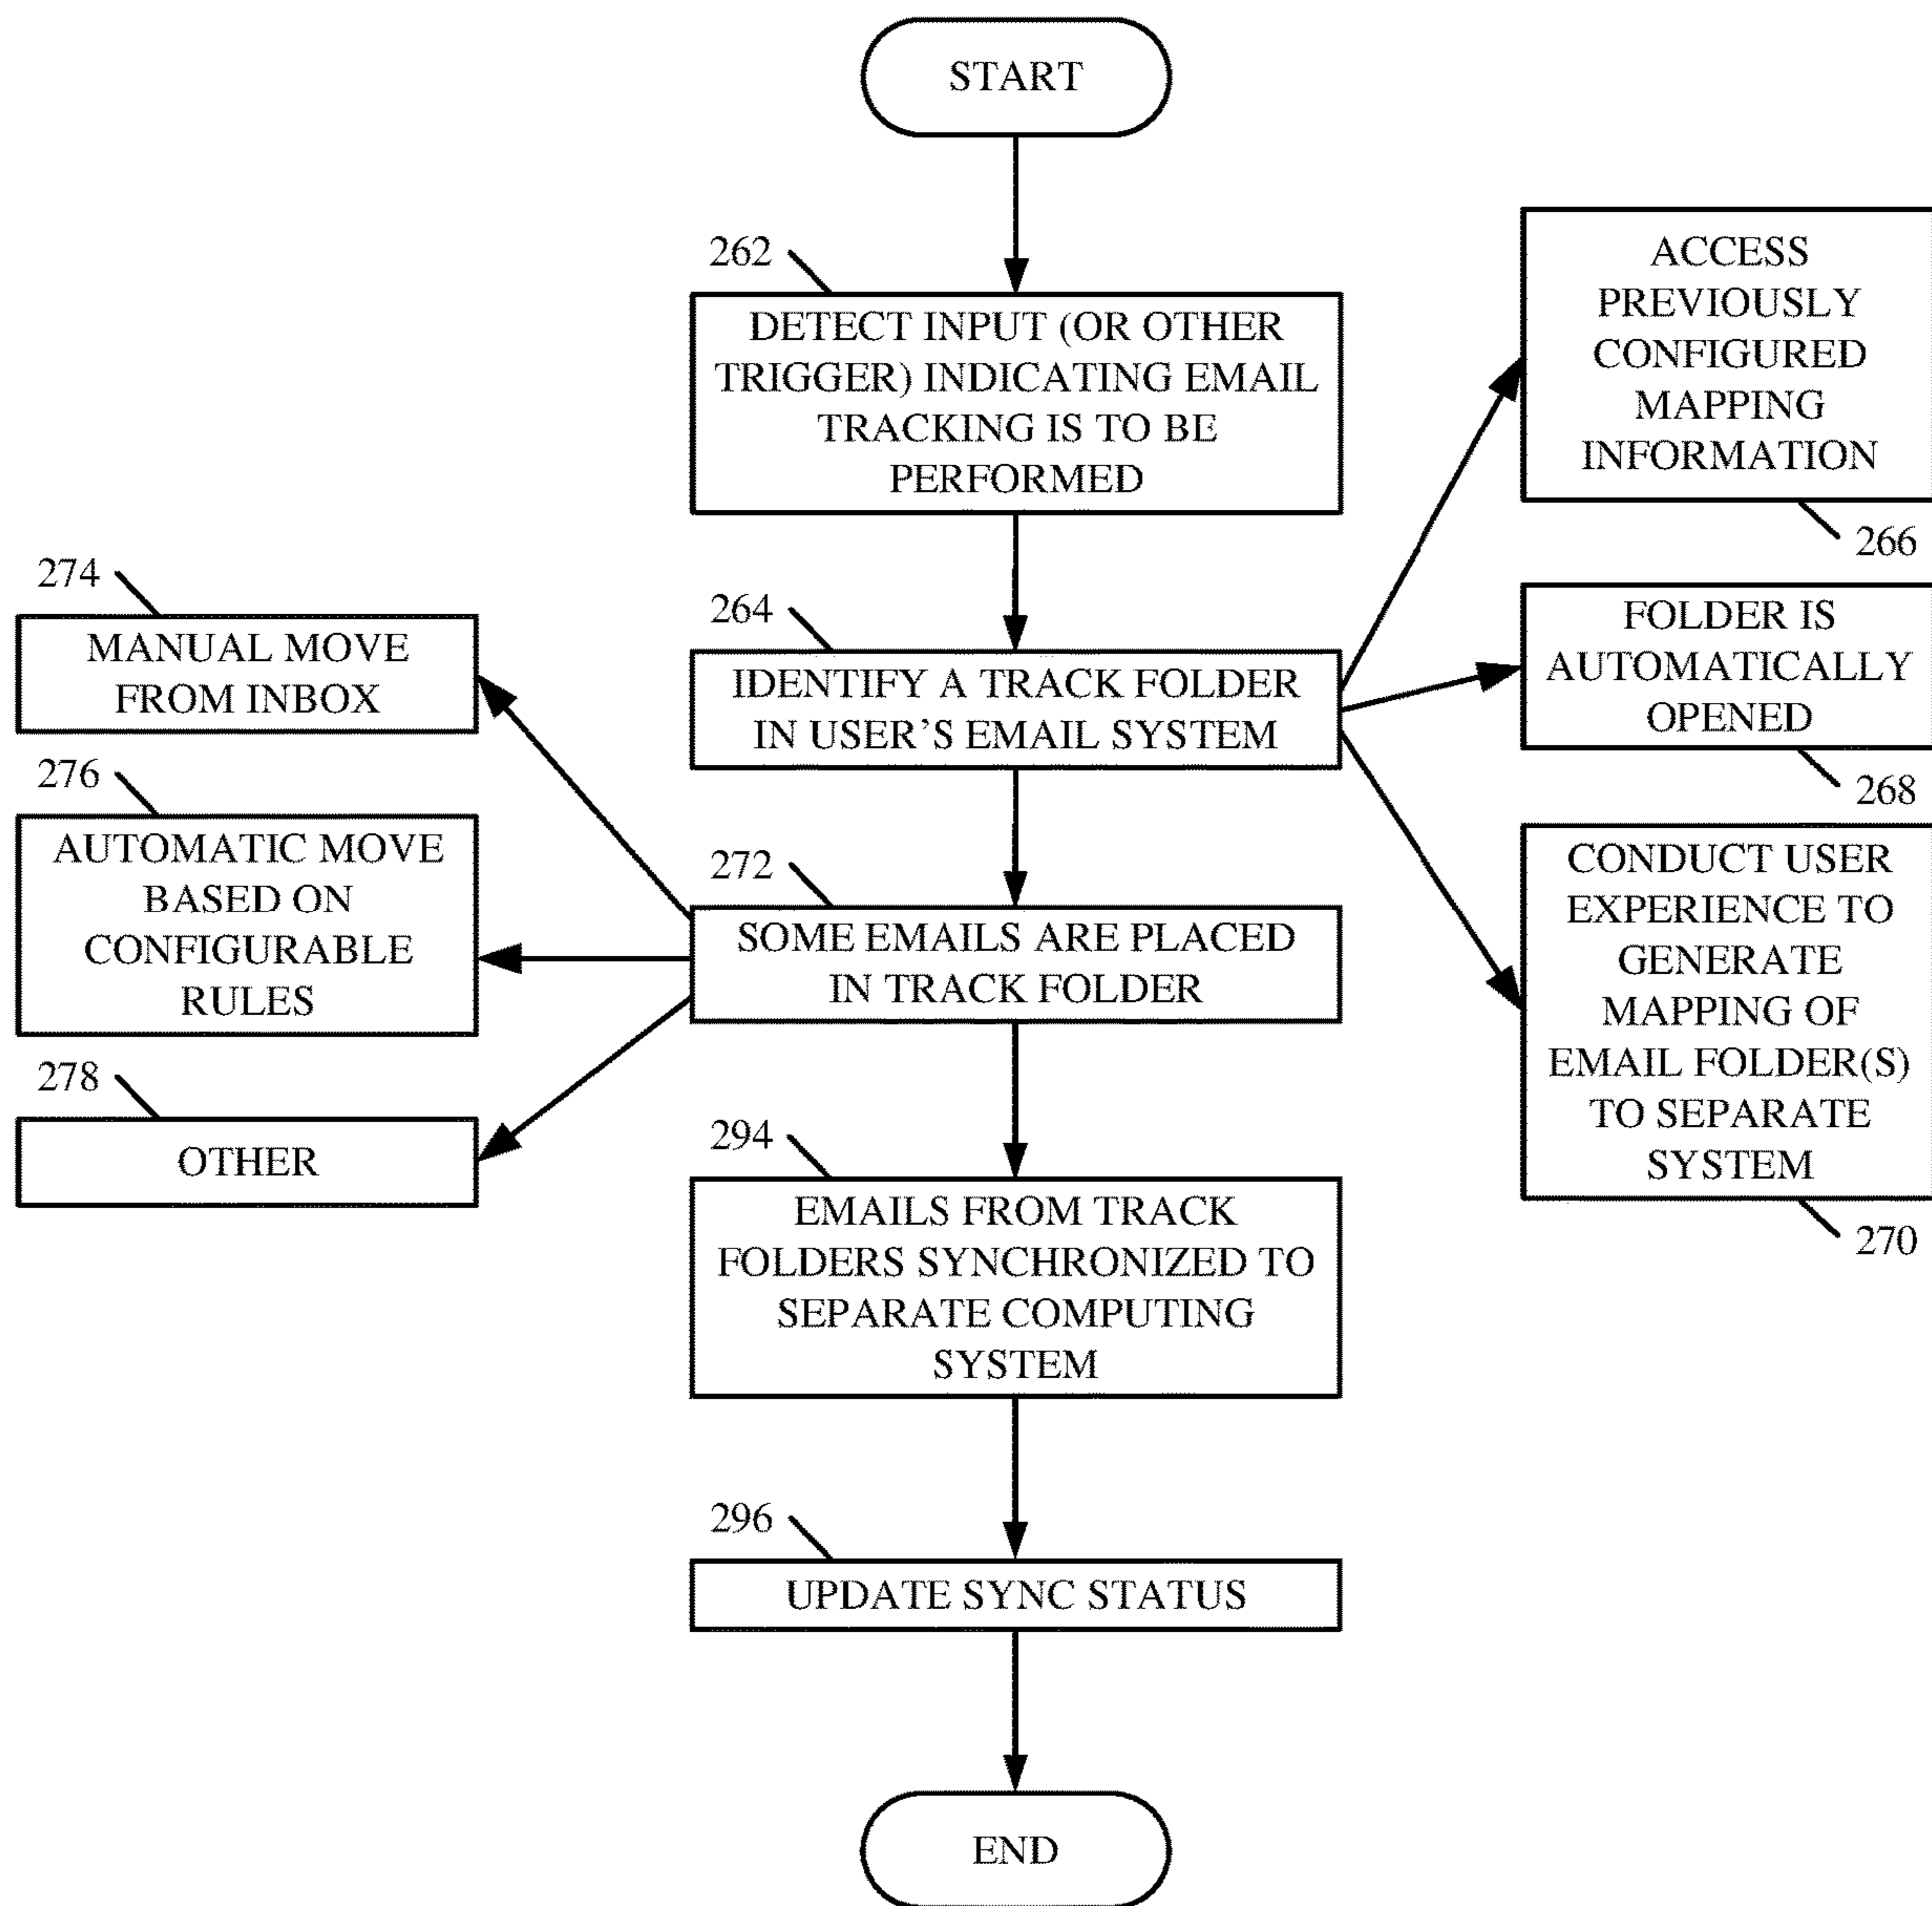 START
262
DETECT INPUT (OR OTHER
TRIGGER) INDICATING EMAIL
TRACKING IS TO BE
PERFORMED
ACCESS
PREVIOUSLY
CONFIGURED
MAPPING
INFORMATION
266
264
IDENTIFY A TRACK FOLDER
IN USER’S EMAIL SYSTEM
FOLDER IS
AUTOMATICALLY
OPENED
268
CONDUCT USER
EXPERIENCE TO
GENERATE
MAPPING OF
EMAIL FOLDER(S)
TO SEPARATE
SYSTEM
270
274
MANUAL MOVE
FROM INBOX
276
AUTOMATIC MOVE
BASED ON
CONFIGURABLE
RULES
278
OTHER
272
SOME EMAILS ARE PLACED
IN TRACK FOLDER
294
EMAILS FROM TRACK
FOLDERS SYNCHRONIZED TO
SEPARATE COMPUTING
SYSTEM
296
UPDATE SYNC STATUS
END